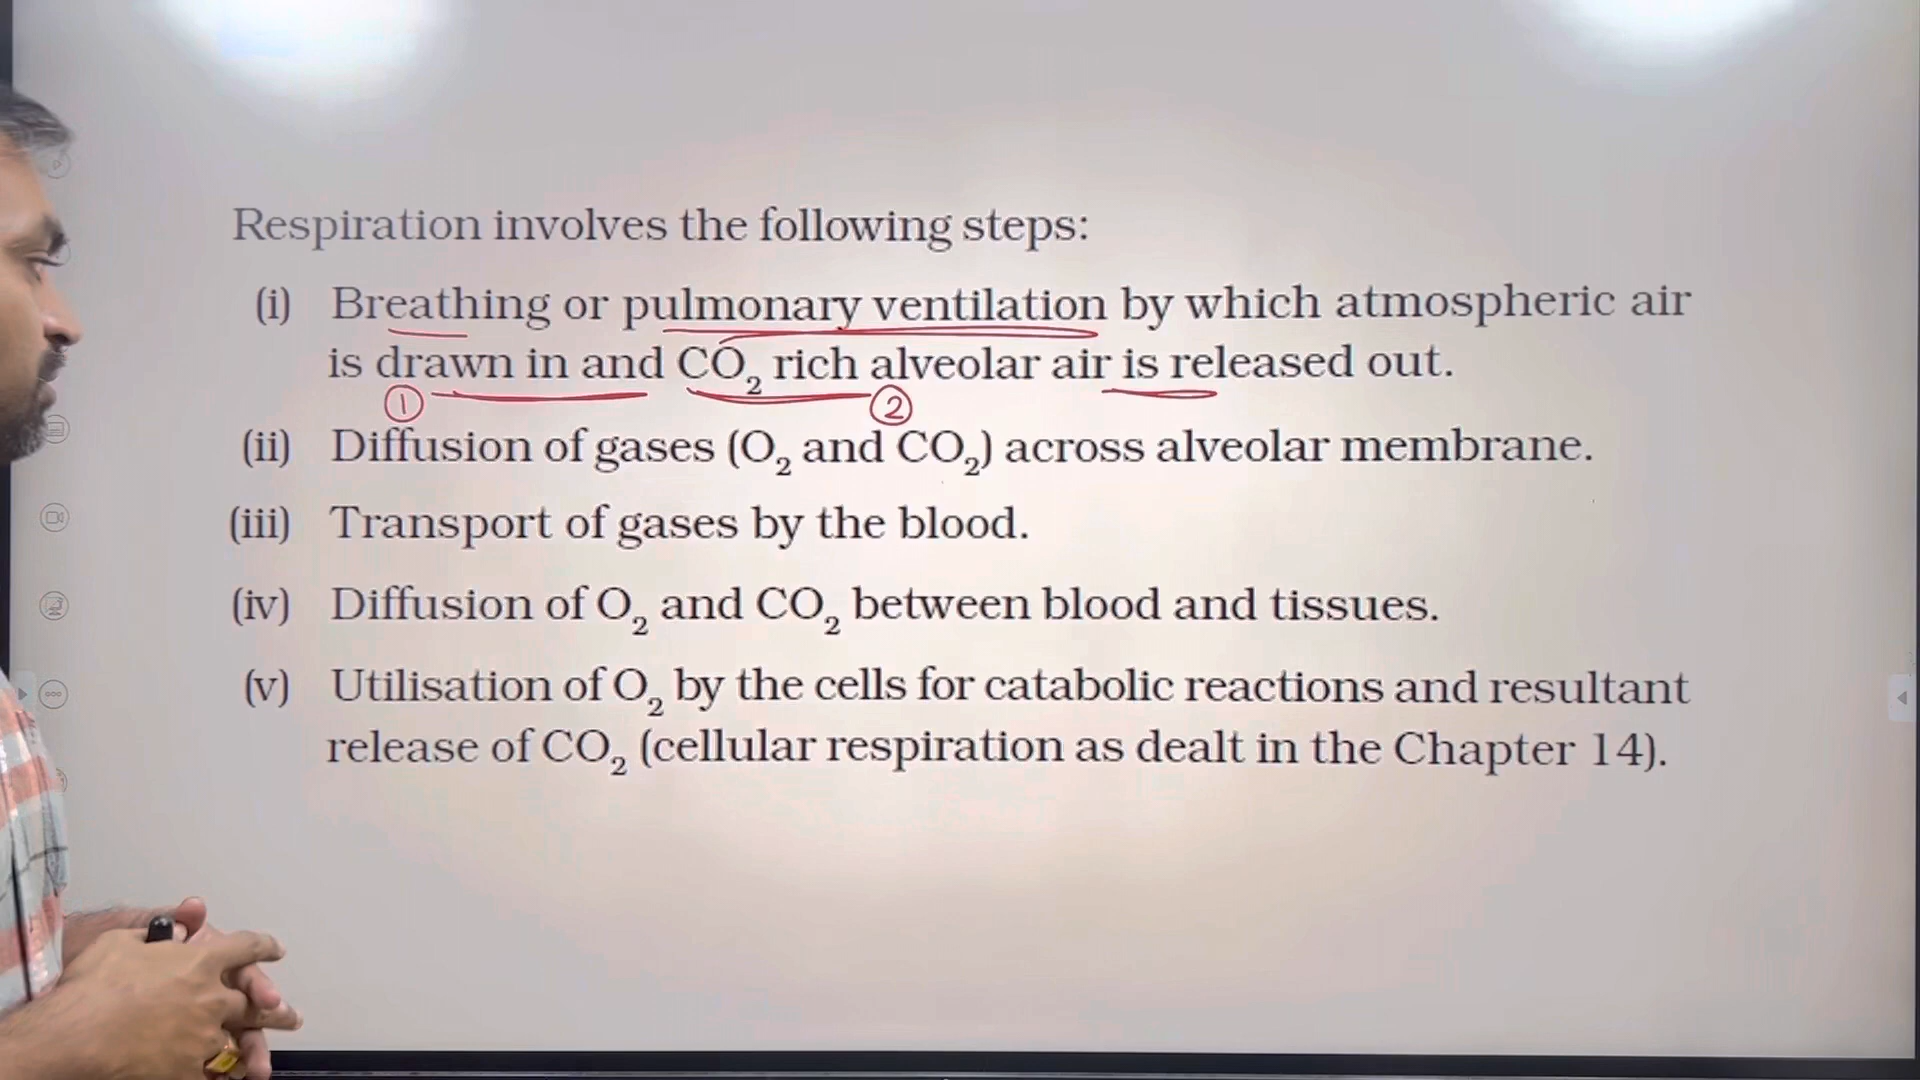 Respiration involves the following steps:
(i) Breathing or pulmonary ventilation by which atmospheric air
is drawn in and CO₂ rich alveolar air is released out.
① ②
(ii) Diffusion of gases (O₂ and CO₂) across alveolar membrane.
(iii) Transport of gases by the blood.
(iv) Diffusion of O₂ and CO₂ between blood and tissues.
(v) Utilisation of O₂ by the cells for catabolic reactions and resultant
release of CO₂ (cellular respiration as dealt in the Chapter 14).